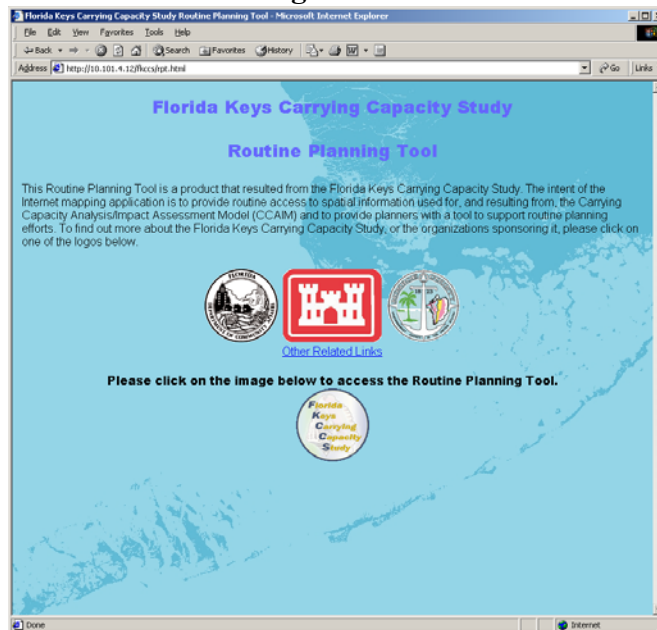 Florida Keys Carrying Capacity Study Routine Planning Tool - Microsoft Internet Explorer
File Edit View Favorites Tools Help
Back Search Favorites History
Address http://10.101.4.12/fkccs/rpt.html Go Links
Florida Keys Carrying Capacity Study
Routine Planning Tool
This Routine Planning Tool is a product that resulted from the Florida Keys Carrying Capacity Study. The intent of the
Internet mapping application is to provide routine access to spatial information used for, and resulting from, the Carrying
Capacity Analysis/Impact Assessment Model (CCAIM) and to provide planners with a tool to support routine planning
efforts. To find out more about the Florida Keys Carrying Capacity Study, or the organizations sponsoring it, please click on
one of the logos below.
FLORIDA
DEPARTMENT OF COMMUNITY AFFAIRS
Other Related Links
Please click on the image below to access the Routine Planning Tool.
Florida
Keys
Carrying
Capacity
Study
Done Internet